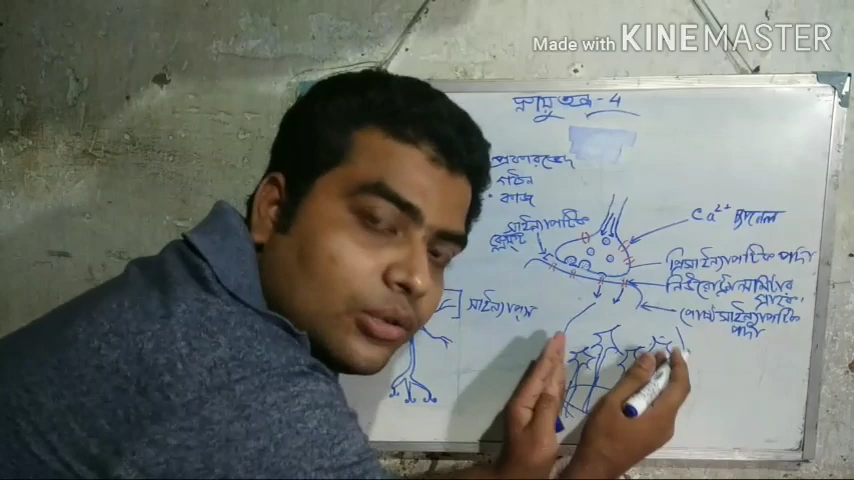 Made with KINEMASTER
স্নায়ুতন্ত্র - 4
প্রকারভেদ
গঠন
কাজ
সাইন্যাপটিক
ক্লেফ্ট
Ca²⁺ চ্যানেল
প্রিসাইন্যাপটিক পর্দা
নিউরোট্রান্সমিটার
সাইন্যাপস
পোস্ট সাইন্যাপটিক
পর্দা